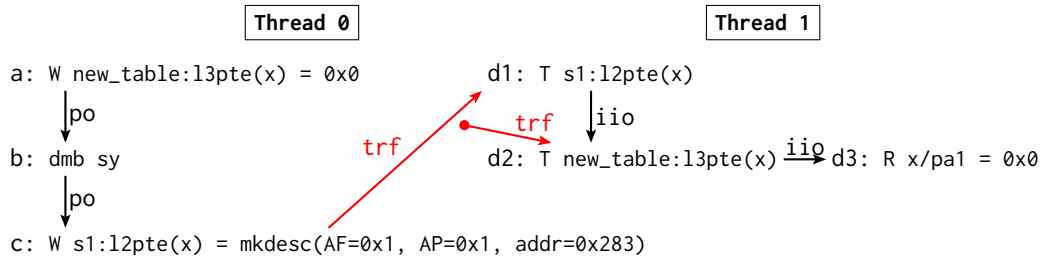 Thread 0
Thread 1
a: W new_table:l3pte(x) = 0x0
d1: T s1:l2pte(x)
po
iio
trf
trf
b: dmb sy
d2: T new_table:l3pte(x)
iio
d3: R x/pa1 = 0x0
po
c: W s1:l2pte(x) = mkdesc(AF=0x1, AP=0x1, addr=0x283)